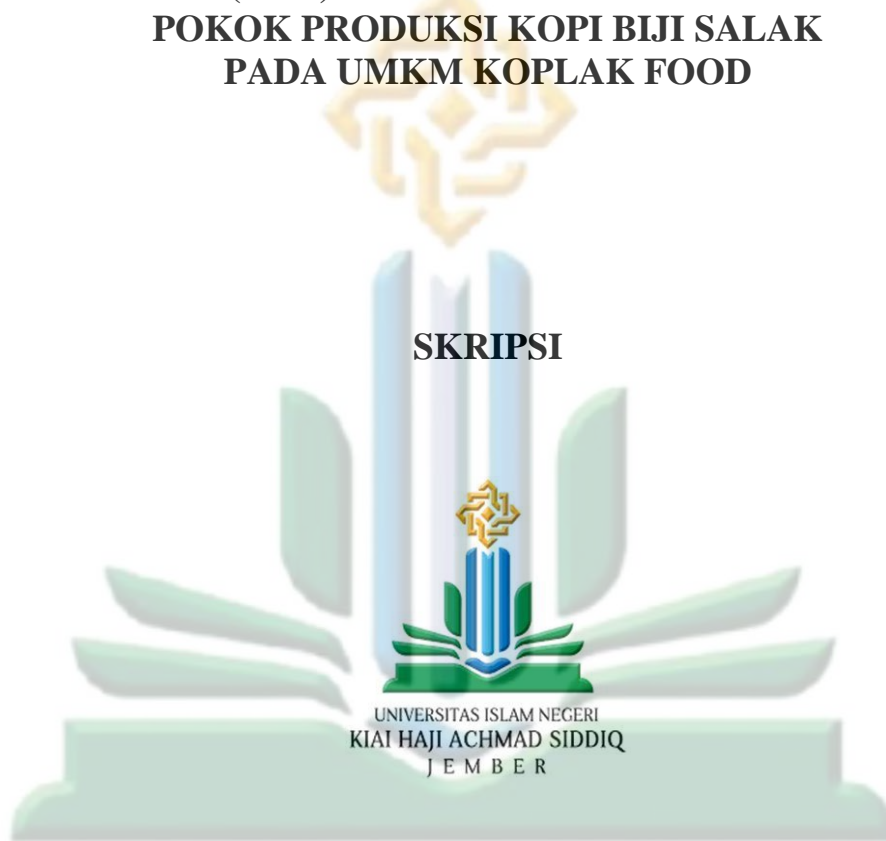 POKOK PRODUKSI KOPI BIJI SALAK
PADA UMKM KOPLAK FOOD
SKRIPSI
UNIVERSITAS ISLAM NEGERI
KIAI HAJI ACHMAD SIDDIQ
JEMBER